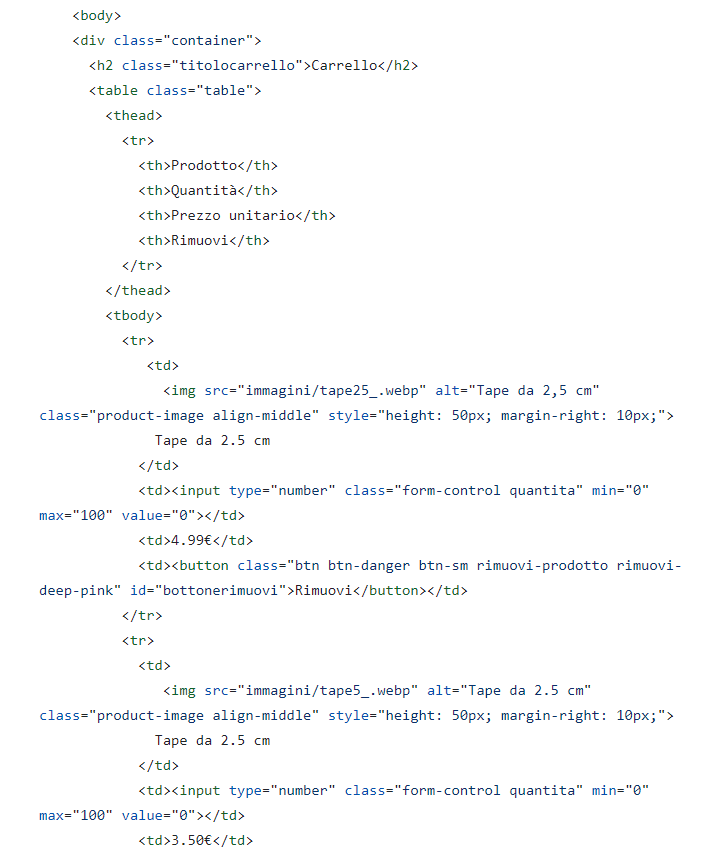 <body>
<div class="container">
<h2 class="titolocarrello">Carrello</h2>
<table class="table">
<thead>
<tr>
<th>Prodotto</th>
<th>Quantità</th>
<th>Prezzo unitario</th>
<th>Rimuovi</th>
</tr>
</thead>
<tbody>
<tr>
<td>
<img src="immagini/tape25_.webp" alt="Tape da 2,5 cm"
class="product-image align-middle" style="height: 50px; margin-right: 10px;">
Tape da 2.5 cm
</td>
<td><input type="number" class="form-control quantita" min="0"
max="100" value="0"></td>
<td>4.99€</td>
<td><button class="btn btn-danger btn-sm rimuovi-prodotto rimuovi-
deep-pink" id="bottonerimuovi">Rimuovi</button></td>
</tr>
<tr>
<td>
<img src="immagini/tape5_.webp" alt="Tape da 2.5 cm"
class="product-image align-middle" style="height: 50px; margin-right: 10px;">
Tape da 2.5 cm
</td>
<td><input type="number" class="form-control quantita" min="0"
max="100" value="0"></td>
<td>3.50€</td>